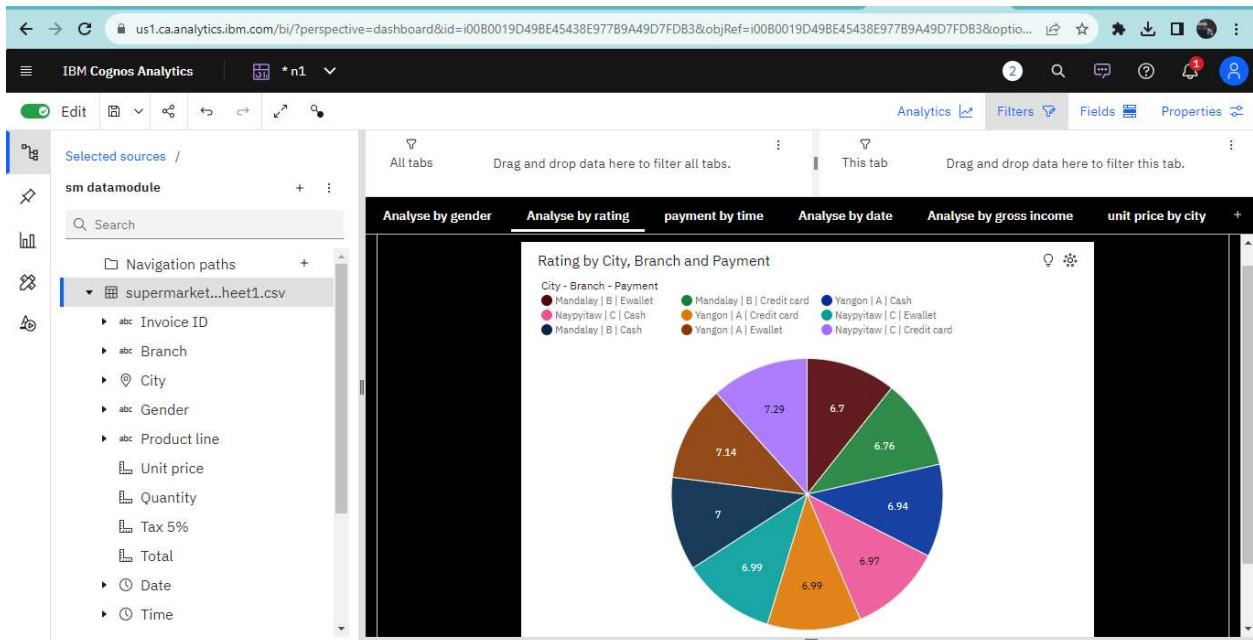 us1.ca.analytics.ibm.com/bi/?perspective=dashboard&id=i00B0019D49BE45438E977B9A49D7FDB3&objRef=i00B0019D49BE45438E977B9A49D7FDB3&optio...
IBM Cognos Analytics
* n1
2
1
Edit
Analytics
Filters
Fields
Properties
Selected sources /
sm datamodule
Search
Navigation paths
supermarket...heet1.csv
abc Invoice ID
abc Branch
City
abc Gender
abc Product line
Unit price
Quantity
Tax 5%
Total
Date
Time
All tabs
Drag and drop data here to filter all tabs.
This tab
Drag and drop data here to filter this tab.
Analyse by gender
Analyse by rating
payment by time
Analyse by date
Analyse by gross income
unit price by city
Rating by City, Branch and Payment
City - Branch - Payment
Mandalay | B | Ewallet
Mandalay | B | Credit card
Yangon | A | Cash
Naypyitaw | C | Cash
Yangon | A | Credit card
Naypyitaw | C | Ewallet
Mandalay | B | Cash
Yangon | A | Ewallet
Naypyitaw | C | Credit card
7.29
6.7
7.14
6.76
7
6.94
6.99
6.97
6.99